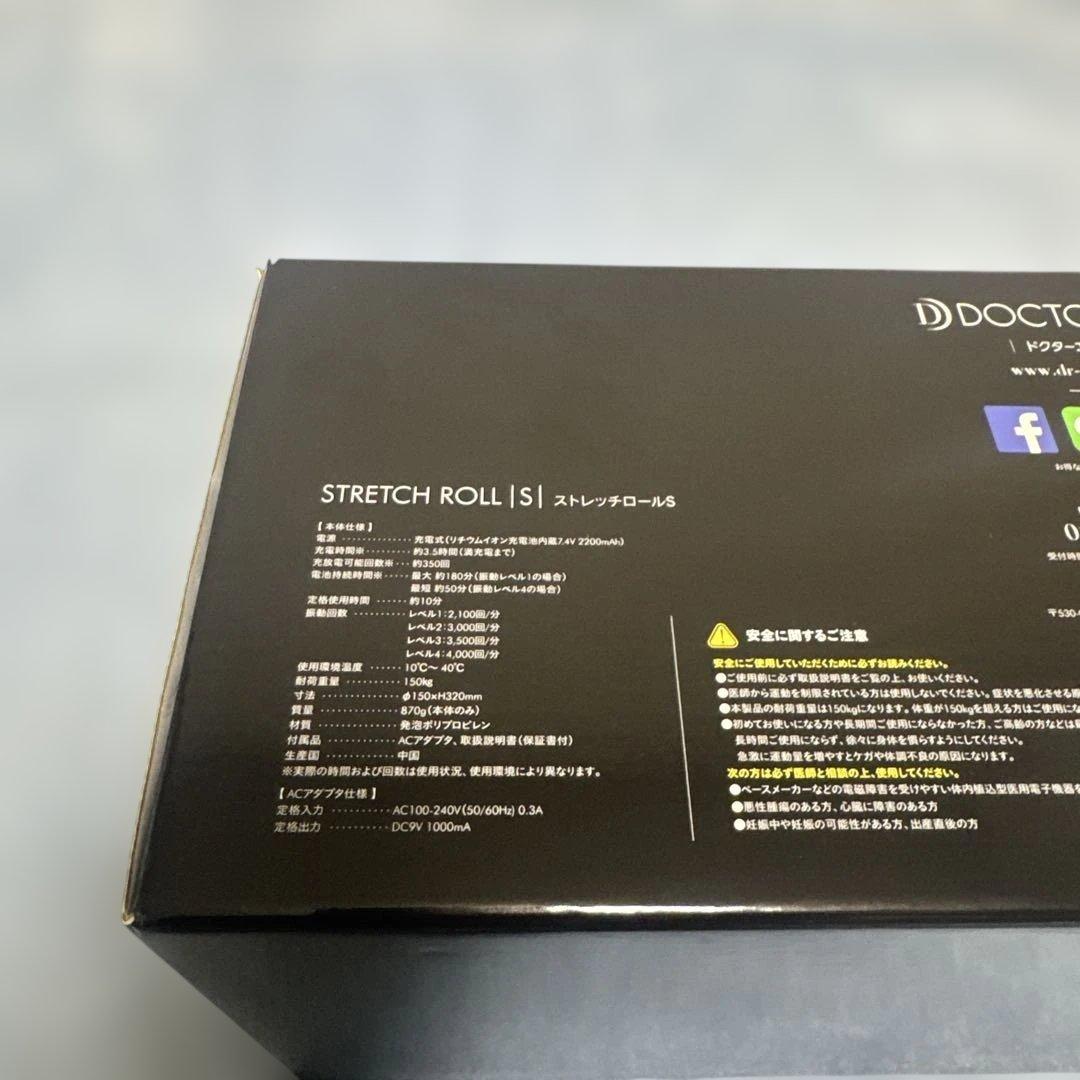 DOCTO
\ ドクター
www.dr-
f
お得な
STRETCH ROLL |S| ストレッチロールS
【本体仕様】
電源 ············· 充電式(リチウムイオン充電池内蔵7.4V 2200mAh)
充電時間※········· 約3.5時間(満充電まで)
充放電可能回数※··· 約350回
電池持続時間※····· 最大 約180分(振動レベル1の場合)
最短 約50分(振動レベル4の場合)
定格使用時間 ······ 約10分
振動回数 ·········· レベル1:2,100回/分
レベル2:3,000回/分
レベル3:3,500回/分
レベル4:4,000回/分
使用環境温度 ······ 10℃〜 40℃
耐荷重量 ·········· 150kg
寸法 ·············· φ150×H320mm
質量 ·············· 870g(本体のみ)
材質 ·············· 発泡ポリプロピレン
付属品 ············ ACアダプタ、取扱説明書(保証書付)
生産国 ············ 中国
※実際の時間および回数は使用状況、使用環境により異なります。
【ACアダプタ仕様】
定格入力 ·········· AC100-240V(50/60Hz) 0.3A
定格出力 ·········· DC9V 1000mA
0
受付時間
〒530-
安全に関するご注意
安全にご使用していただくために必ずお読みください。
●ご使用前に必ず取扱説明書をご覧の上、お使いください。
●医師から運動を制限されている方は使用しないでください。症状を悪化させる原
●本製品の耐荷重量は150kgになります。体重が150kgを超える方はご使用にな
●初めてお使いになる方や長期間ご使用にならなかった方、ご高齢の方などは
長時間ご使用にならず、徐々に身体を慣らすようにしてください。
急激に運動量を増やすとケガや体調不良の原因になります。
次の方は必ず医師と相談の上、使用してください。
●ペースメーカーなどの電磁障害を受けやすい体内植込型医用電子機器を
●悪性腫瘍のある方、心臓に障害のある方
●妊娠中や妊娠の可能性がある方、出産直後の方